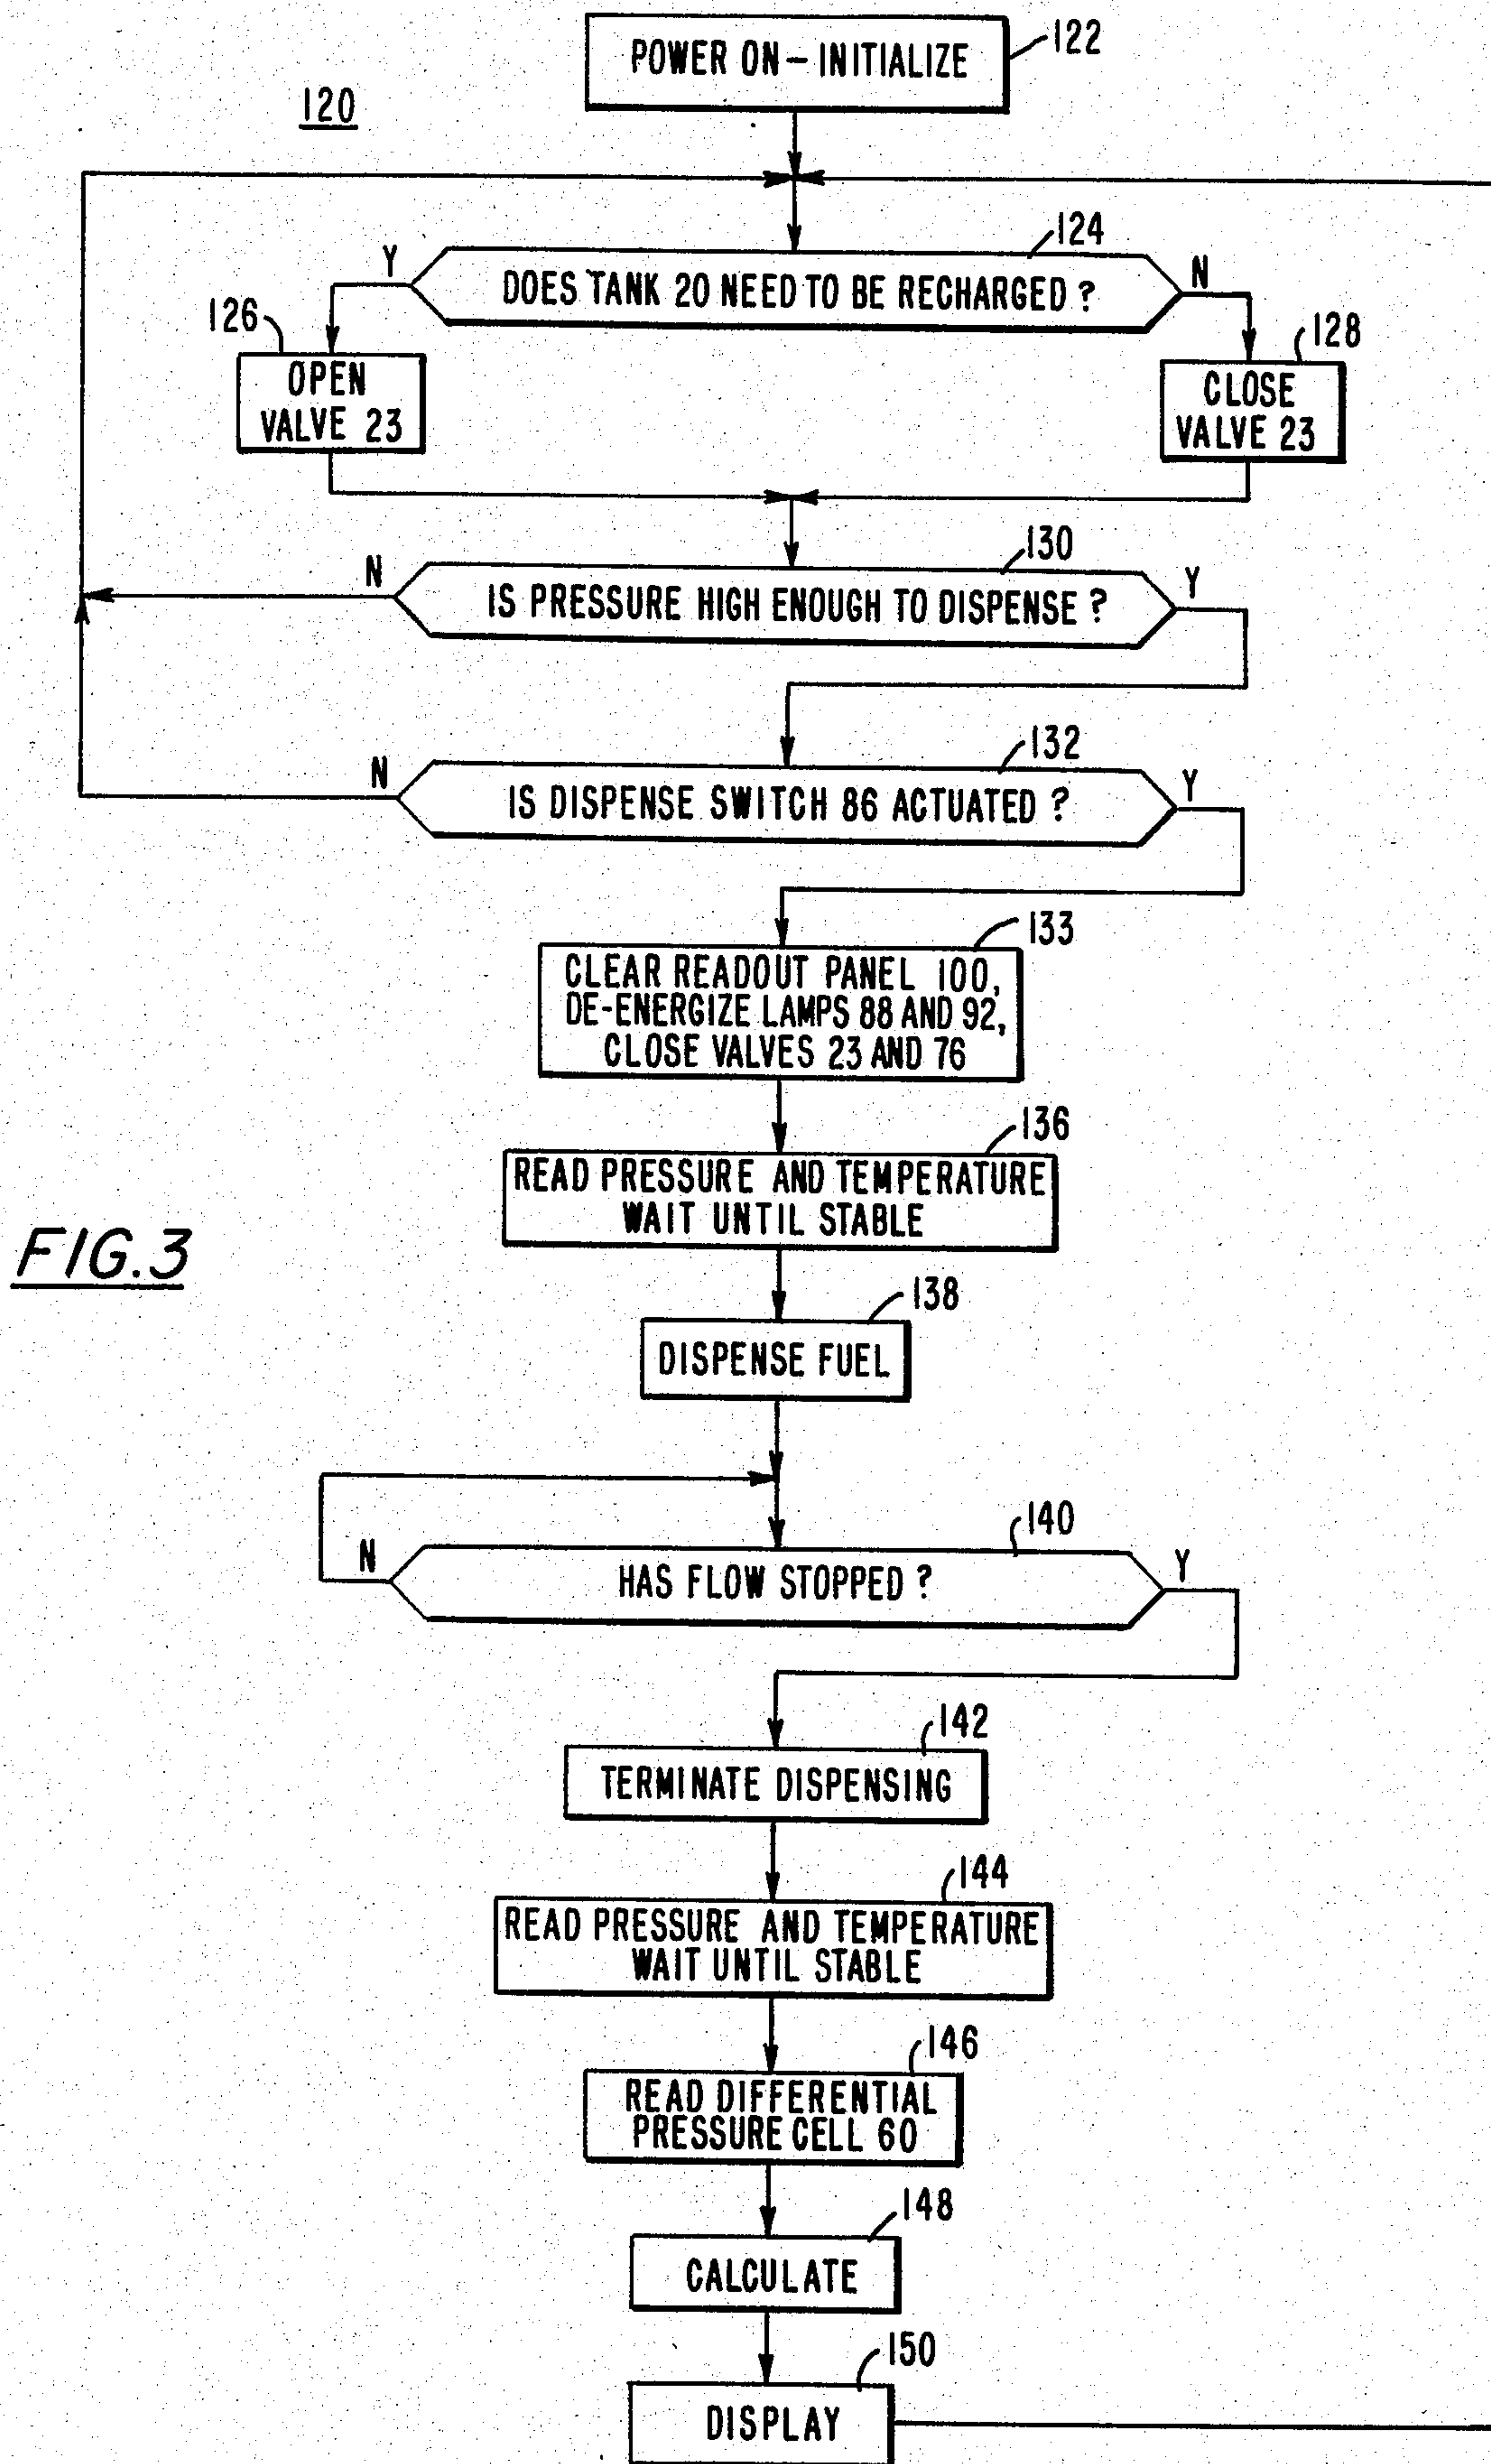 POWER ON – INITIALIZE
122
120
124
Y
DOES TANK 20 NEED TO BE RECHARGED ?
N
126
OPEN
VALVE 23
128
CLOSE
VALVE 23
130
N
IS PRESSURE HIGH ENOUGH TO DISPENSE ?
Y
132
N
IS DISPENSE SWITCH 86 ACTUATED ?
Y
133
CLEAR READOUT PANEL 100,
DE-ENERGIZE LAMPS 88 AND 92,
CLOSE VALVES 23 AND 76
136
READ PRESSURE AND TEMPERATURE
WAIT UNTIL STABLE
FIG.3
138
DISPENSE FUEL
140
N
HAS FLOW STOPPED ?
Y
142
TERMINATE DISPENSING
144
READ PRESSURE AND TEMPERATURE
WAIT UNTIL STABLE
146
READ DIFFERENTIAL
PRESSURE CELL 60
148
CALCULATE
150
DISPLAY